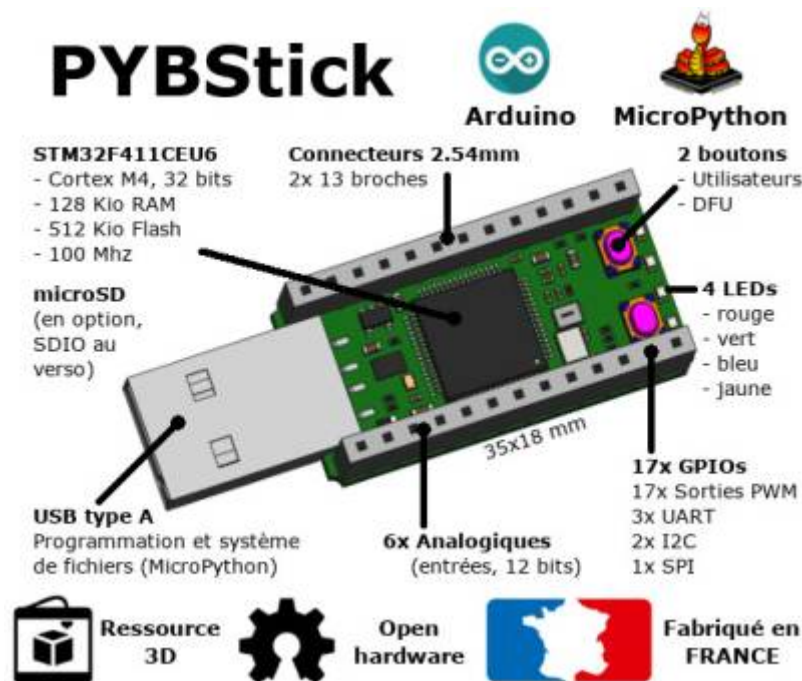 PYBStick
Arduino
MicroPython
STM32F411CEU6
- Cortex M4, 32 bits
- 128 Kio RAM
- 512 Kio Flash
- 100 Mhz
Connecteurs 2.54mm
2x 13 broches
2 boutons
- Utilisateurs
- DFU
microSD
(en option,
SDIO au
verso)
4 LEDs
- rouge
- vert
- bleu
- jaune
35x18 mm
USB type A
Programmation et système
de fichiers (MicroPython)
6x Analogiques
(entrées, 12 bits)
17x GPIOs
17x Sorties PWM
3x UART
2x I2C
1x SPI
Ressource
3D
Open
hardware
Fabriqué en
FRANCE